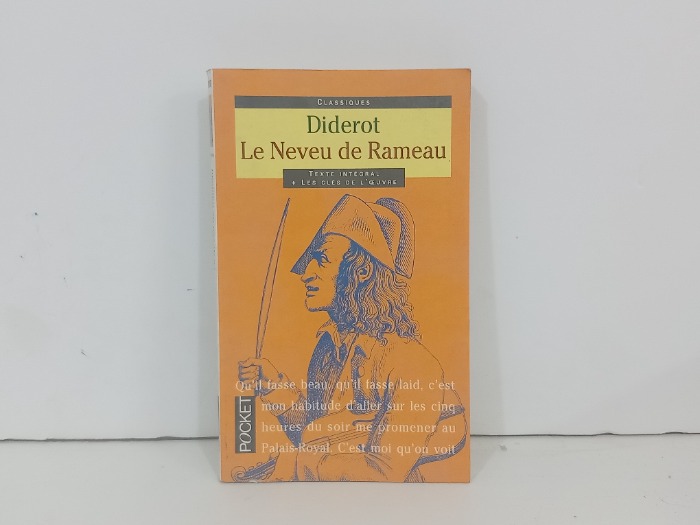 CLASSIQUES
Diderot
Le Neveu de Rameau
TEXTE INTÉGRAL
+ LES CLÉS DE L'ŒUVRE
Qu'il fasse beau, qu'il fasse laid, c'est
mon habitude d'aller sur les cinq
heures du soir me promener au
Palais-Royal. C'est moi qu'on voit
POCKET